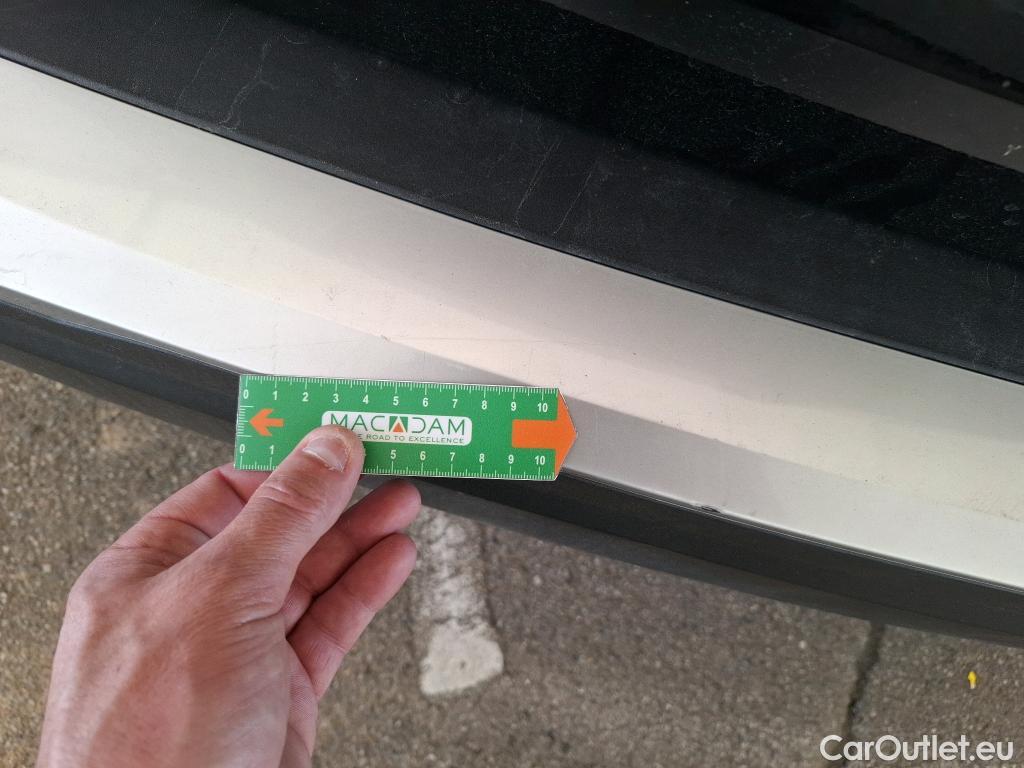 0 1 2 3 4 5 6 7 8 9 10
MACADAM
E ROAD TO EXCELLENCE
0 1 5 6 7 8 9 10
CarOutlet.eu